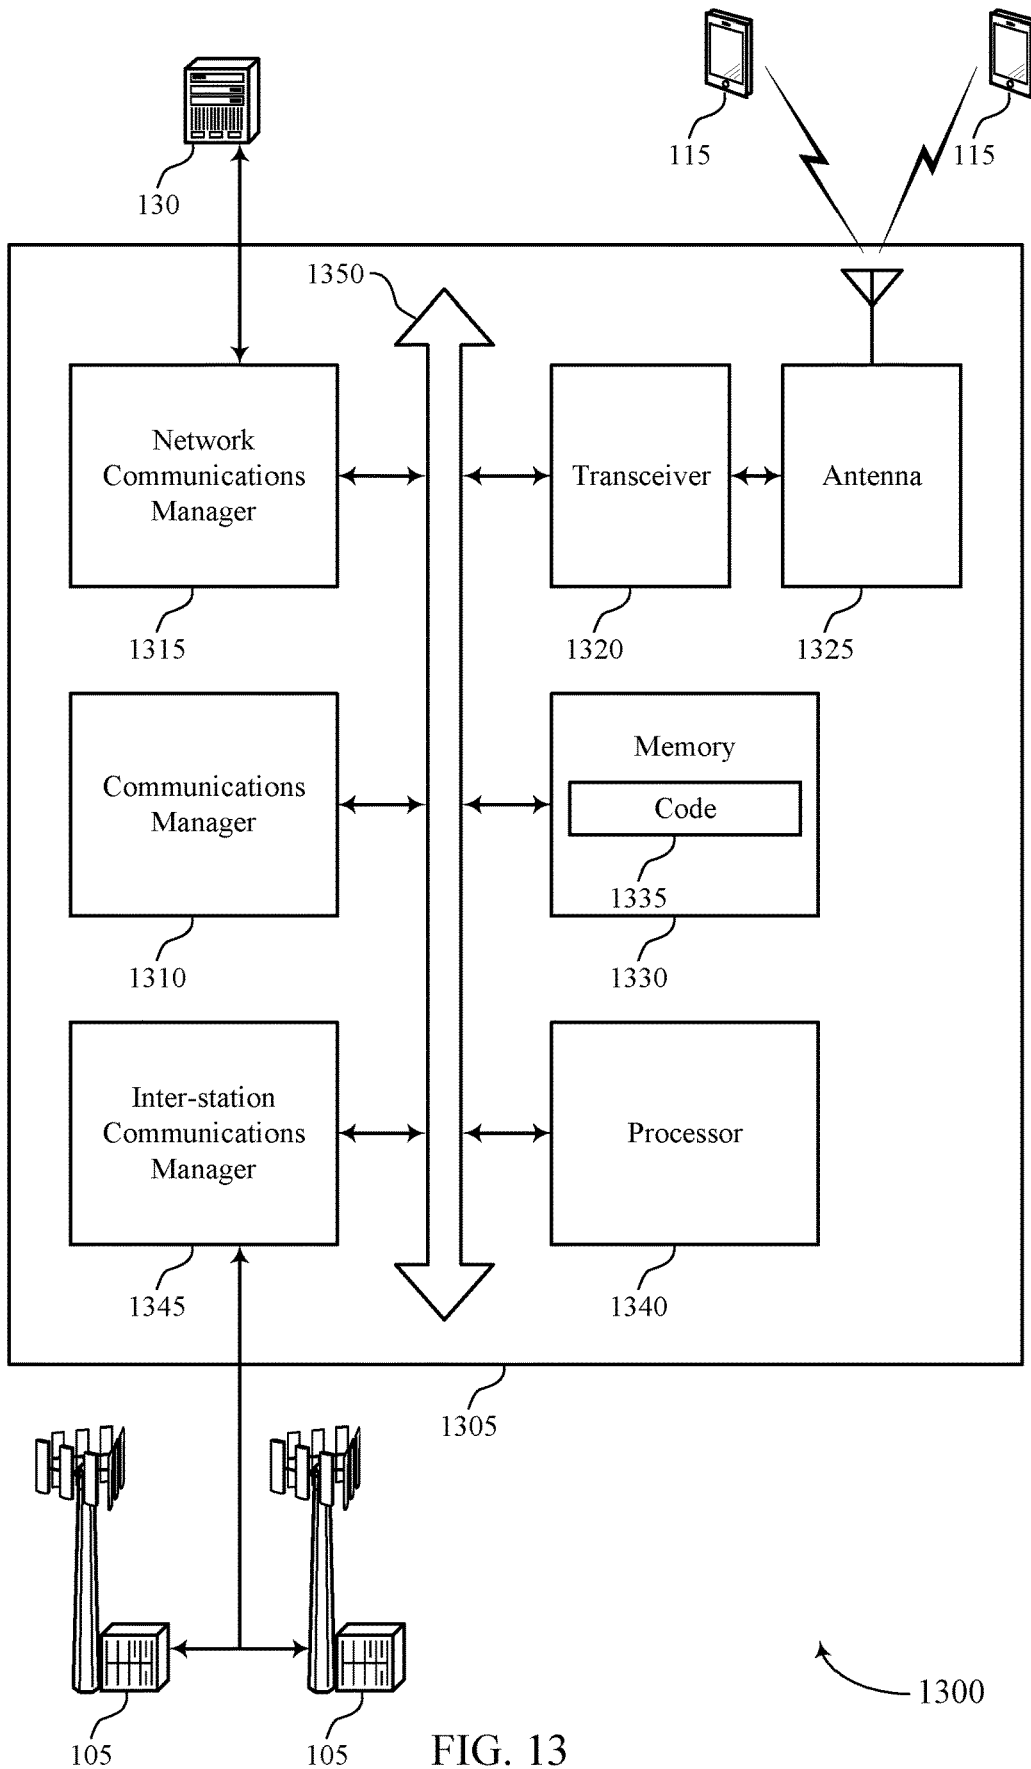 130
115
115
1350
Network
Communications
Manager
Transceiver
Antenna
1315
1320
1325
Communications
Manager
Memory
Code
1335
1310
1330
Inter-station
Communications
Manager
Processor
1345
1340
1305
1300
105
105
FIG. 13